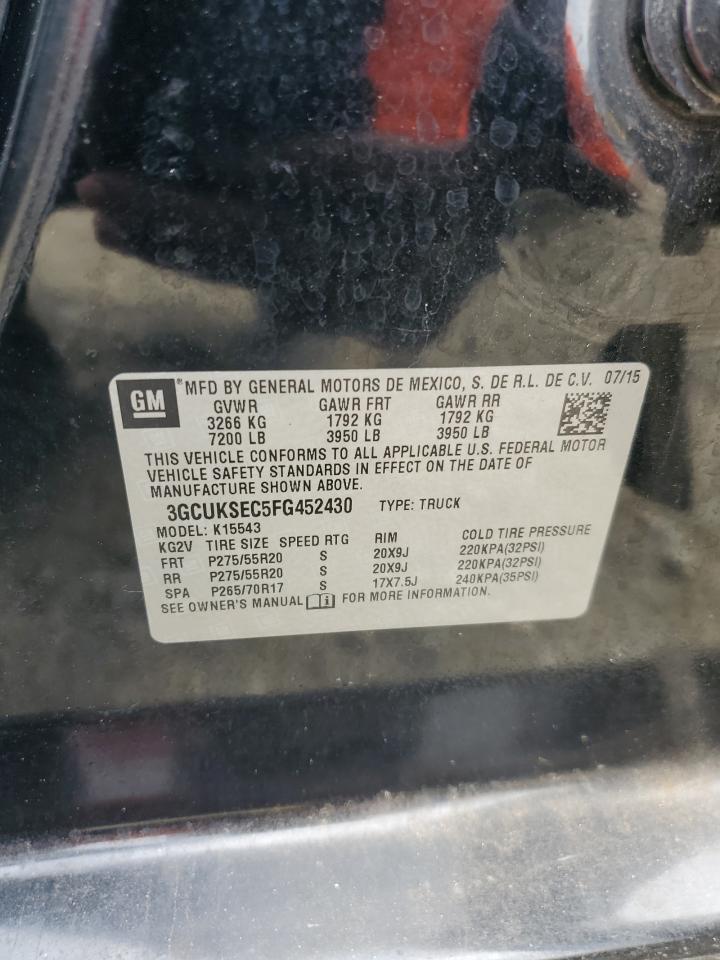 GM ® MFD BY GENERAL MOTORS DE MEXICO, S. DE R.L. DE C.V. 07/15
GVWR GAWR FRT GAWR RR
3266 KG 1792 KG 1792 KG
7200 LB 3950 LB 3950 LB
THIS VEHICLE CONFORMS TO ALL APPLICABLE U.S. FEDERAL MOTOR
VEHICLE SAFETY STANDARDS IN EFFECT ON THE DATE OF
MANUFACTURE SHOWN ABOVE.
3GCUKSEC5FG452430 TYPE: TRUCK
MODEL: K15543
KG2V TIRE SIZE SPEED RTG RIM COLD TIRE PRESSURE
FRT P275/55R20 S 20X9J 220KPA(32PSI)
RR P275/55R20 S 20X9J 220KPA(32PSI)
SPA P265/70R17 S 17X7.5J 240KPA(35PSI)
SEE OWNER'S MANUAL FOR MORE INFORMATION.